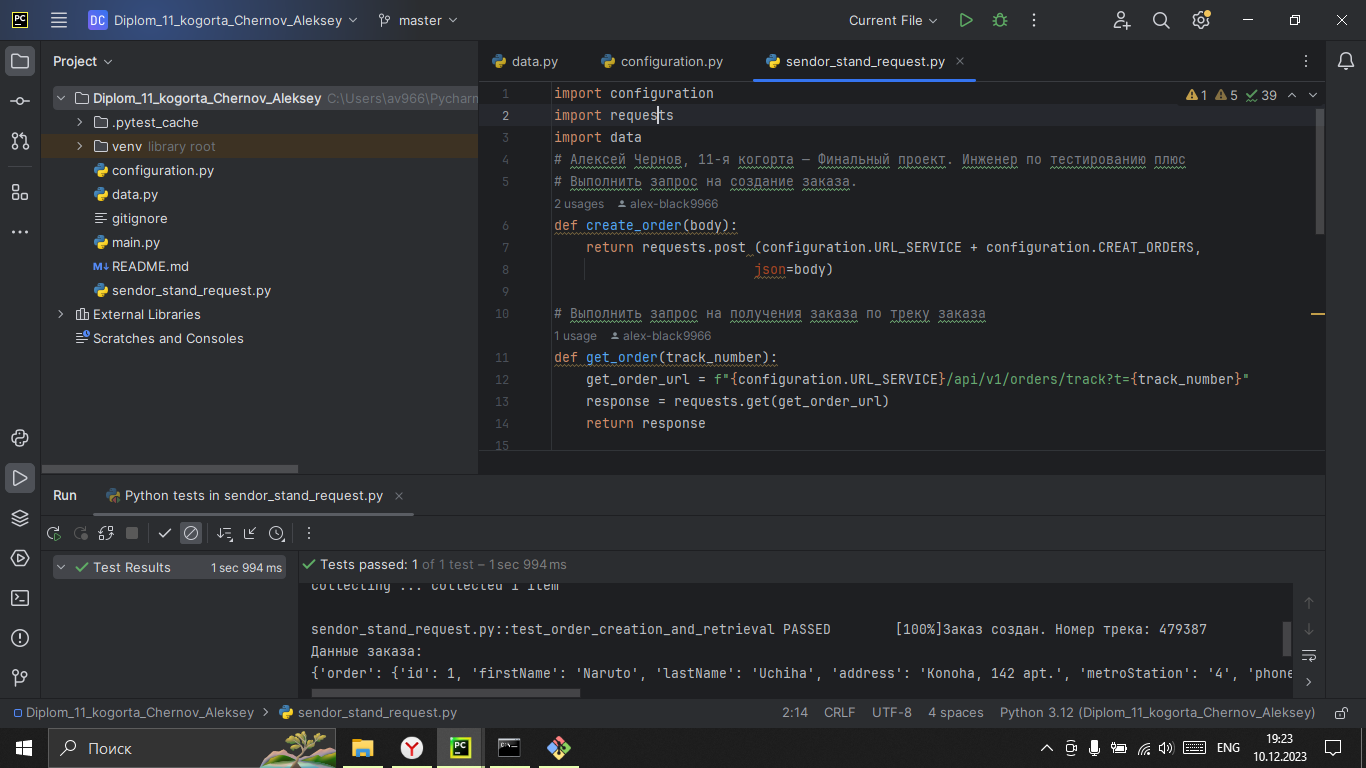 PC DC Diplom_11_kogorta_Chernov_Aleksey master Current File
Project
Diplom_11_kogorta_Chernov_Aleksey C:\Users\av966\Pycharm
.pytest_cache
venv library root
configuration.py
data.py
gitignore
main.py
M↓ README.md
sendor_stand_request.py
External Libraries
Scratches and Consoles
data.py configuration.py sendor_stand_request.py
1 5 39
1 import configuration
2 import requests
3 import data
4 # Алексей Чернов, 11-я когорта — Финальный проект. Инженер по тестированию плюс
5 # Выполнить запрос на создание заказа.
2 usages alex-black9966
6 def create_order(body):
7 return requests.post (configuration.URL_SERVICE + configuration.CREAT_ORDERS,
8 json=body)
9
10 # Выполнить запрос на получения заказа по треку заказа
1 usage alex-black9966
11 def get_order(track_number):
12 get_order_url = f"{configuration.URL_SERVICE}/api/v1/orders/track?t={track_number}"
13 response = requests.get(get_order_url)
14 return response
15
Run Python tests in sendor_stand_request.py
Test Results 1 sec 994 ms
Tests passed: 1 of 1 test – 1 sec 994 ms
collecting ... collected 1 item
sendor_stand_request.py::test_order_creation_and_retrieval PASSED [100%]Заказ создан. Номер трека: 479387
Данные заказа:
{'order': {'id': 1, 'firstName': 'Naruto', 'lastName': 'Uchiha', 'address': 'Konoha, 142 apt.', 'metroStation': '4', 'phone
Diplom_11_kogorta_Chernov_Aleksey sendor_stand_request.py 2:14 CRLF UTF-8 4 spaces Python 3.12 (Diplom_11_kogorta_Chernov_Aleksey)
Поиск PC ENG 19:23
10.12.2023